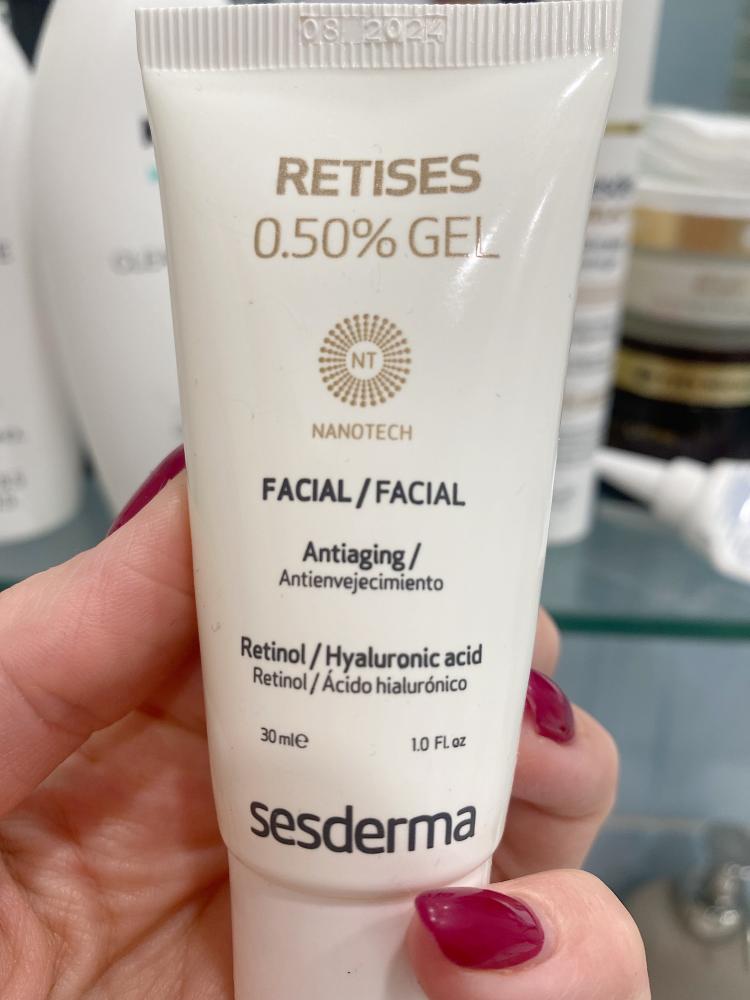 08 2024
RETISES
0.50% GEL
NT
NANOTECH
FACIAL / FACIAL
Antiaging /
Antienvejecimiento
Retinol / Hyaluronic acid
Retinol / Ácido hialurónico
30 ml℮ 1.0 Fl. oz
sesderma